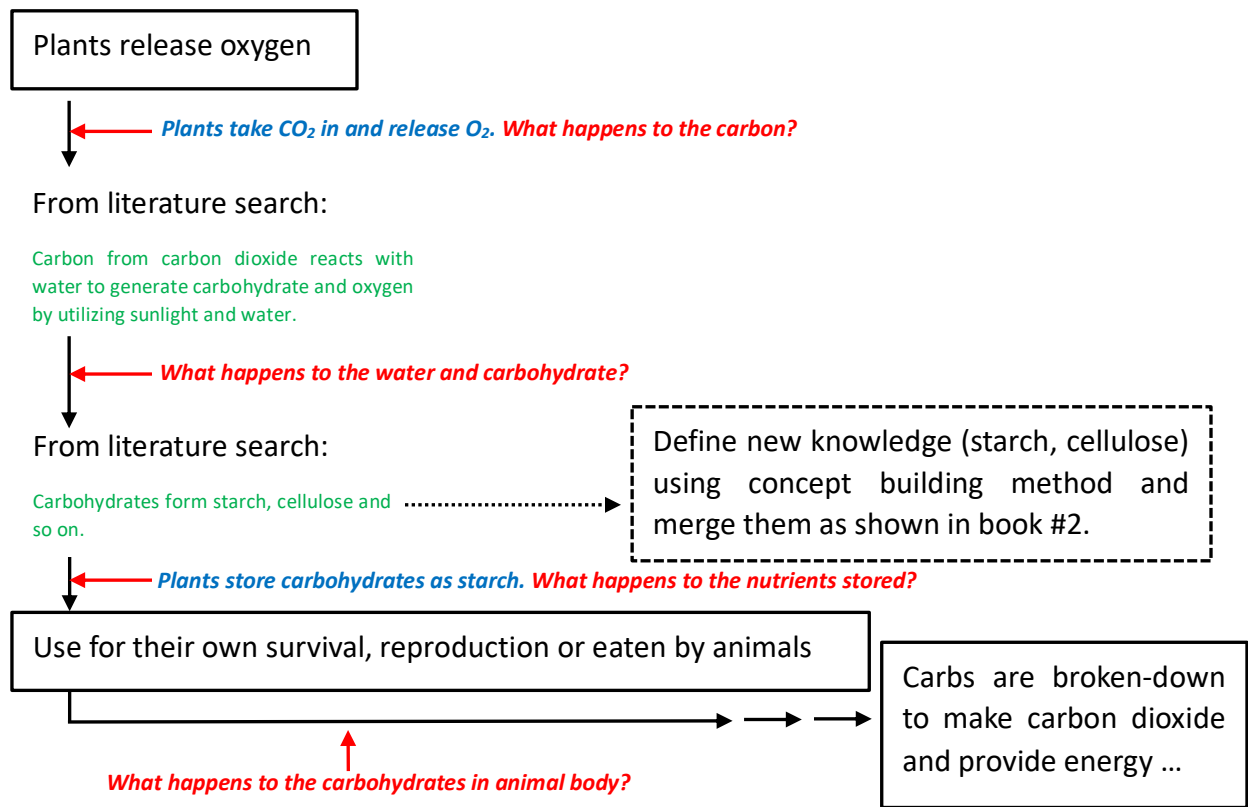 Plants release oxygen
Plants take CO₂ in and release O₂. What happens to the carbon?
From literature search:
Carbon from carbon dioxide reacts with
water to generate carbohydrate and oxygen
by utilizing sunlight and water.
What happens to the water and carbohydrate?
From literature search:
Carbohydrates form starch, cellulose and
so on.
Define new knowledge (starch, cellulose)
using concept building method and
merge them as shown in book #2.
Plants store carbohydrates as starch. What happens to the nutrients stored?
Use for their own survival, reproduction or eaten by animals
Carbs are broken-down
to make carbon dioxide
and provide energy ...
What happens to the carbohydrates in animal body?